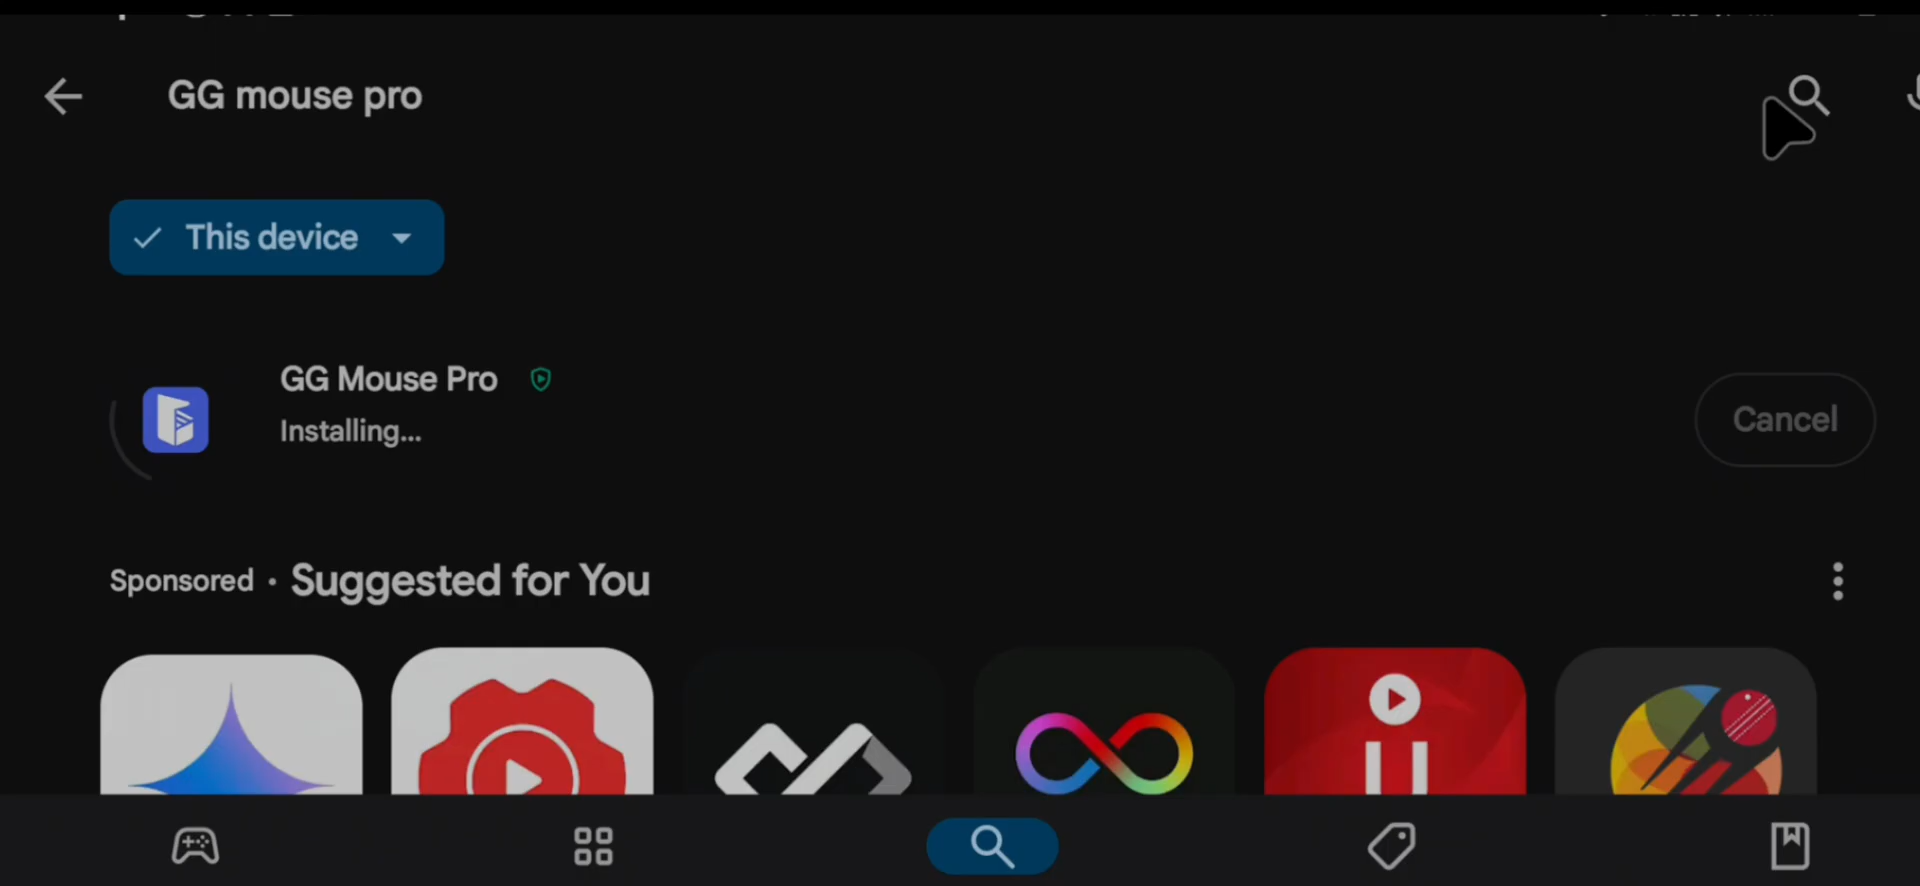 GG mouse pro
This device
GG Mouse Pro
Installing...
Cancel
Sponsored • Suggested for You